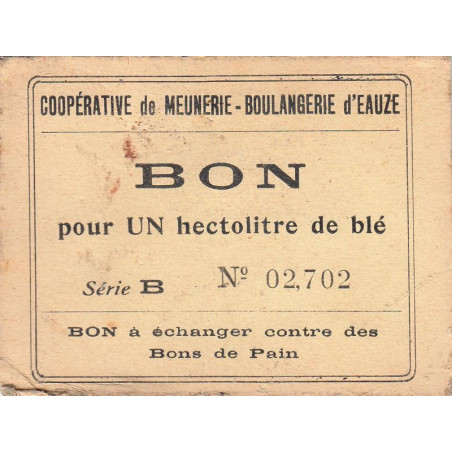 COOPÉRATIVE de MEUNERIE - BOULANGERIE d'EAUZE
BON
pour UN hectolitre de blé
Série B Nº 02,702
BON à échanger contre des
Bons de Pain